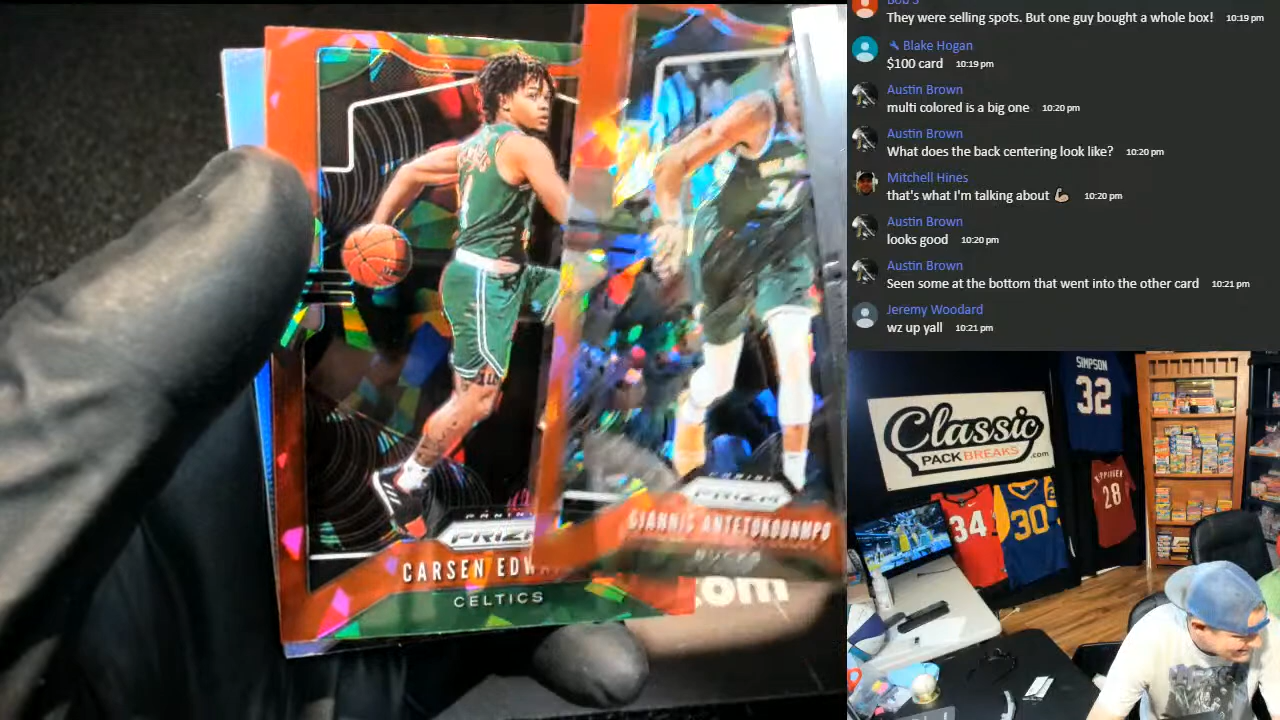 34
PANINI
PRIZM
GIANNIS ANTETOKOUNMPO
BUCKS
PANINI
CARSEN
CELTICS
.com
They were selling spots. But one guy bought a whole box! 10:19 pm
Blake Hogan
$100 card 10:19 pm
Austin Brown
multi colored is a big one 10:20 pm
Austin Brown
What does the back centering look like? 10:20 pm
Mitchell Hines
that's what I'm talking about 💪🏼 10:20 pm
Austin Brown
looks good 10:20 pm
Austin Brown
Seen some at the bottom that went into the other card 10:21 pm
Jeremy Woodard
wz up yall 10:21 pm
SIMPSON
32
Classic
PACK BREAKS .com
34
30
28